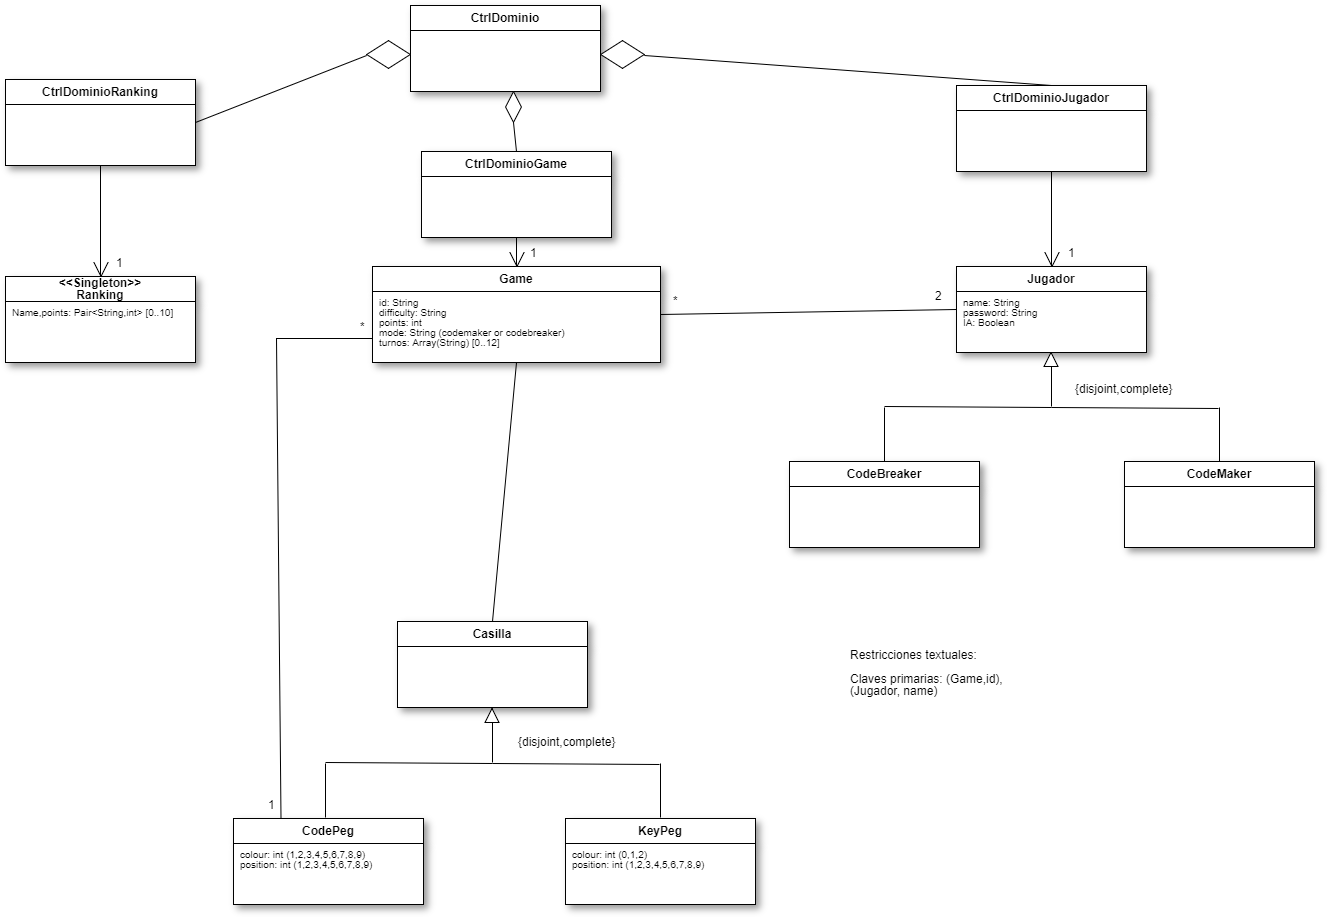 CtrlDominio
CtrlDominioRanking
CtrlDominioJugador
CtrlDominioGame
1
1
1
<<Singleton>>
Ranking
Name,points: Pair<String,int> [0..10]
Game
id: String
difficulty: String
points: int
mode: String (codemaker or codebreaker)
turnos: Array(String) [0..12]
*
*
2
Jugador
name: String
password: String
IA: Boolean
{disjoint,complete}
CodeBreaker
CodeMaker
Casilla
Restricciones textuales:
Claves primarias: (Game,id),
(Jugador, name)
{disjoint,complete}
1
CodePeg
colour: int (1,2,3,4,5,6,7,8,9)
position: int (1,2,3,4,5,6,7,8,9)
KeyPeg
colour: int (0,1,2)
position: int (1,2,3,4,5,6,7,8,9)